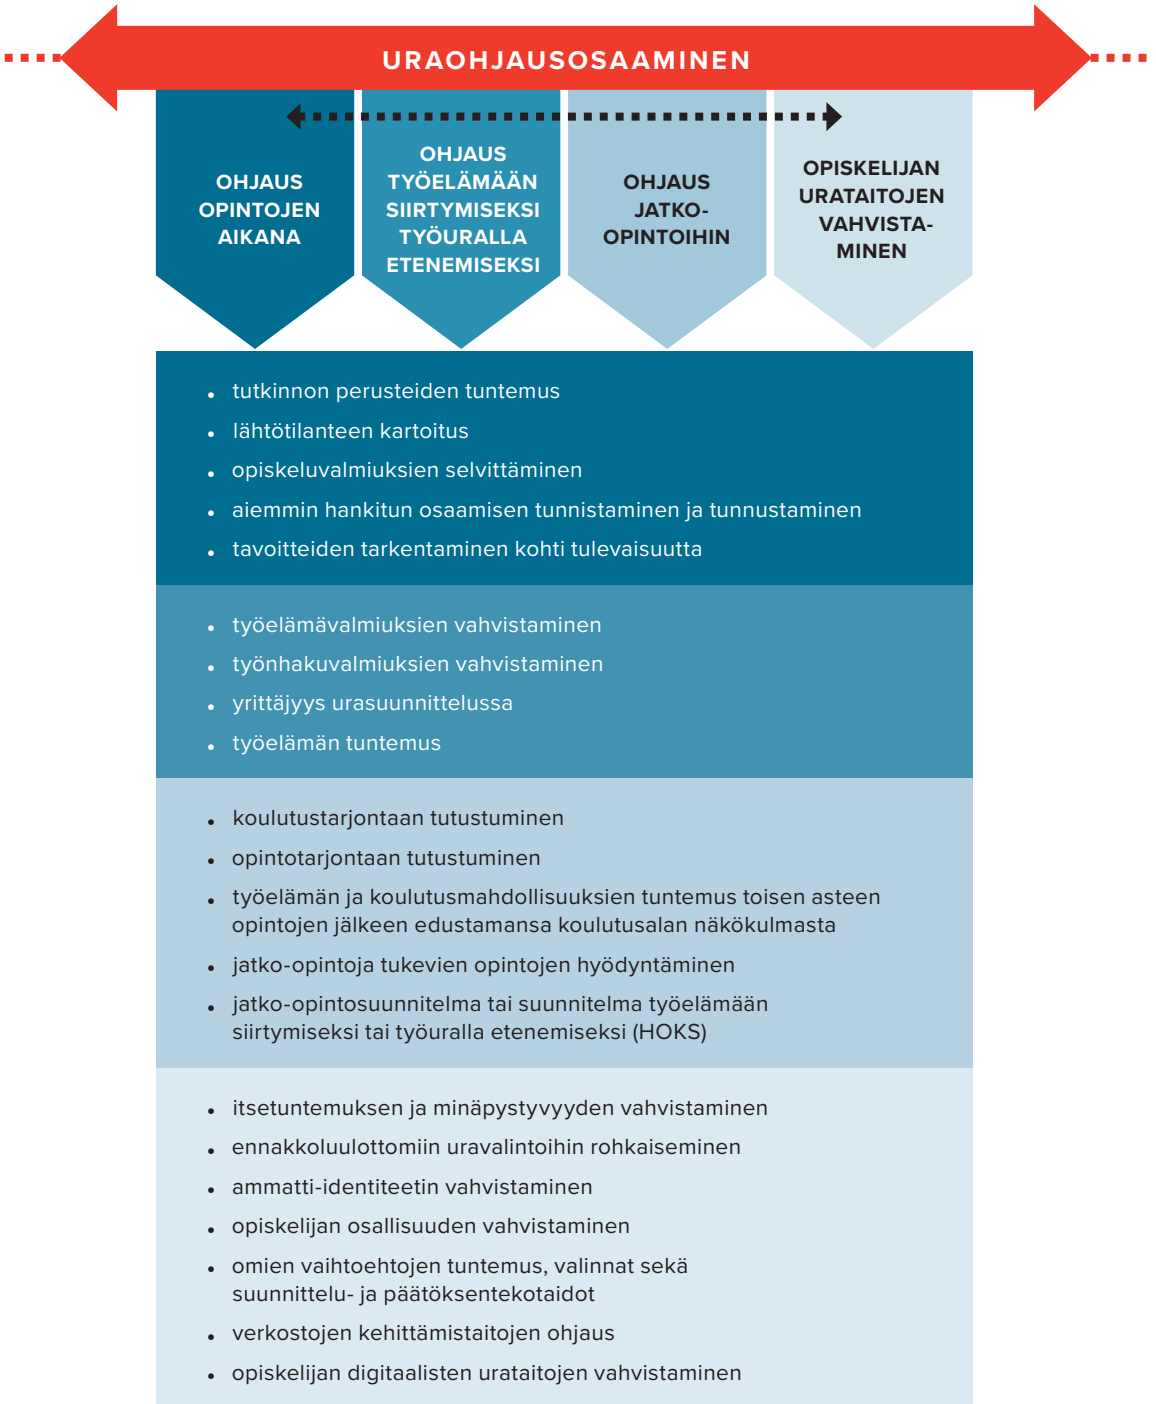 URAOHJAUSOSAAMINEN
OHJAUS
OPINTOJEN
AIKANA
OHJAUS
TYÖELÄMÄÄN
SIIRTYMISEKSI
TYÖURALLA
ETENEMISEKSI
OHJAUS
JATKO-
OPINTOIHIN
OPISKELIJAN
URATAITOJEN
VAHVISTA-
MINEN
• tutkinnon perusteiden tuntemus
• lähtötilanteen kartoitus
• opiskeluvalmiuksien selvittäminen
• aiemmin hankitun osaamisen tunnistaminen ja tunnustaminen
• tavoitteiden tarkentaminen kohti tulevaisuutta
• työelämävalmiuksien vahvistaminen
• työnhakuvalmiuksien vahvistaminen
• yrittäjyys urasuunnittelussa
• työelämän tuntemus
• koulutustarjontaan tutustuminen
• opintotarjontaan tutustuminen
• työelämän ja koulutusmahdollisuuksien tuntemus toisen asteen
opintojen jälkeen edustamansa koulutusalan näkökulmasta
• jatko-opintoja tukevien opintojen hyödyntäminen
• jatko-opintosuunnitelma tai suunnitelma työelämään
siirtymiseksi tai työuralla etenemiseksi (HOKS)
• itsetuntemuksen ja minäpystyvyyden vahvistaminen
• ennakkoluulottomiin uravalintoihin rohkaiseminen
• ammatti-identiteetin vahvistaminen
• opiskelijan osallisuuden vahvistaminen
• omien vaihtoehtojen tuntemus, valinnat sekä
suunnittelu- ja päätöksentekotaidot
• verkostojen kehittämistaitojen ohjaus
• opiskelijan digitaalisten urataitojen vahvistaminen